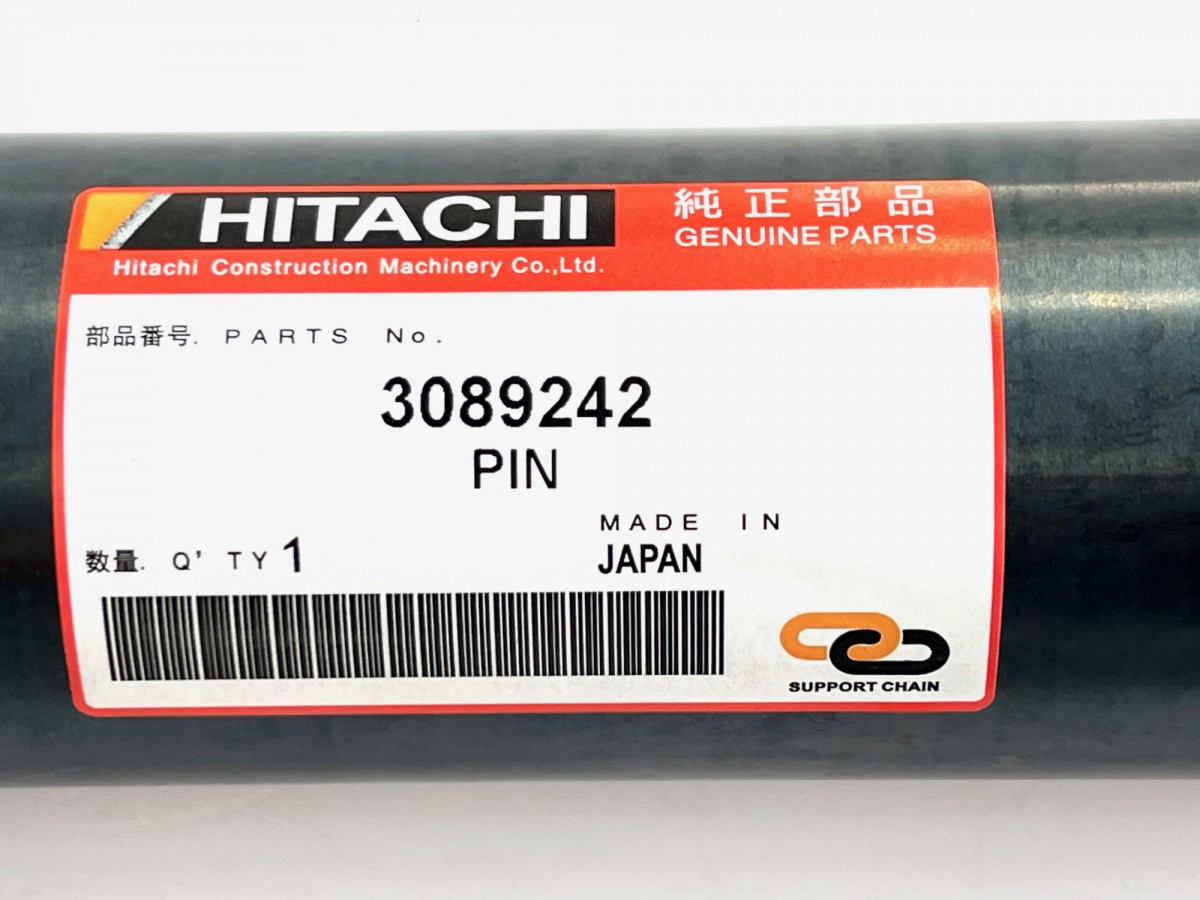 HITACHI
Hitachi Construction Machinery Co.,Ltd.
純正部品
GENUINE PARTS
部品番号. PARTS No.
3089242
PIN
MADE IN
JAPAN
数量. Q'TY 1
SUPPORT CHAIN